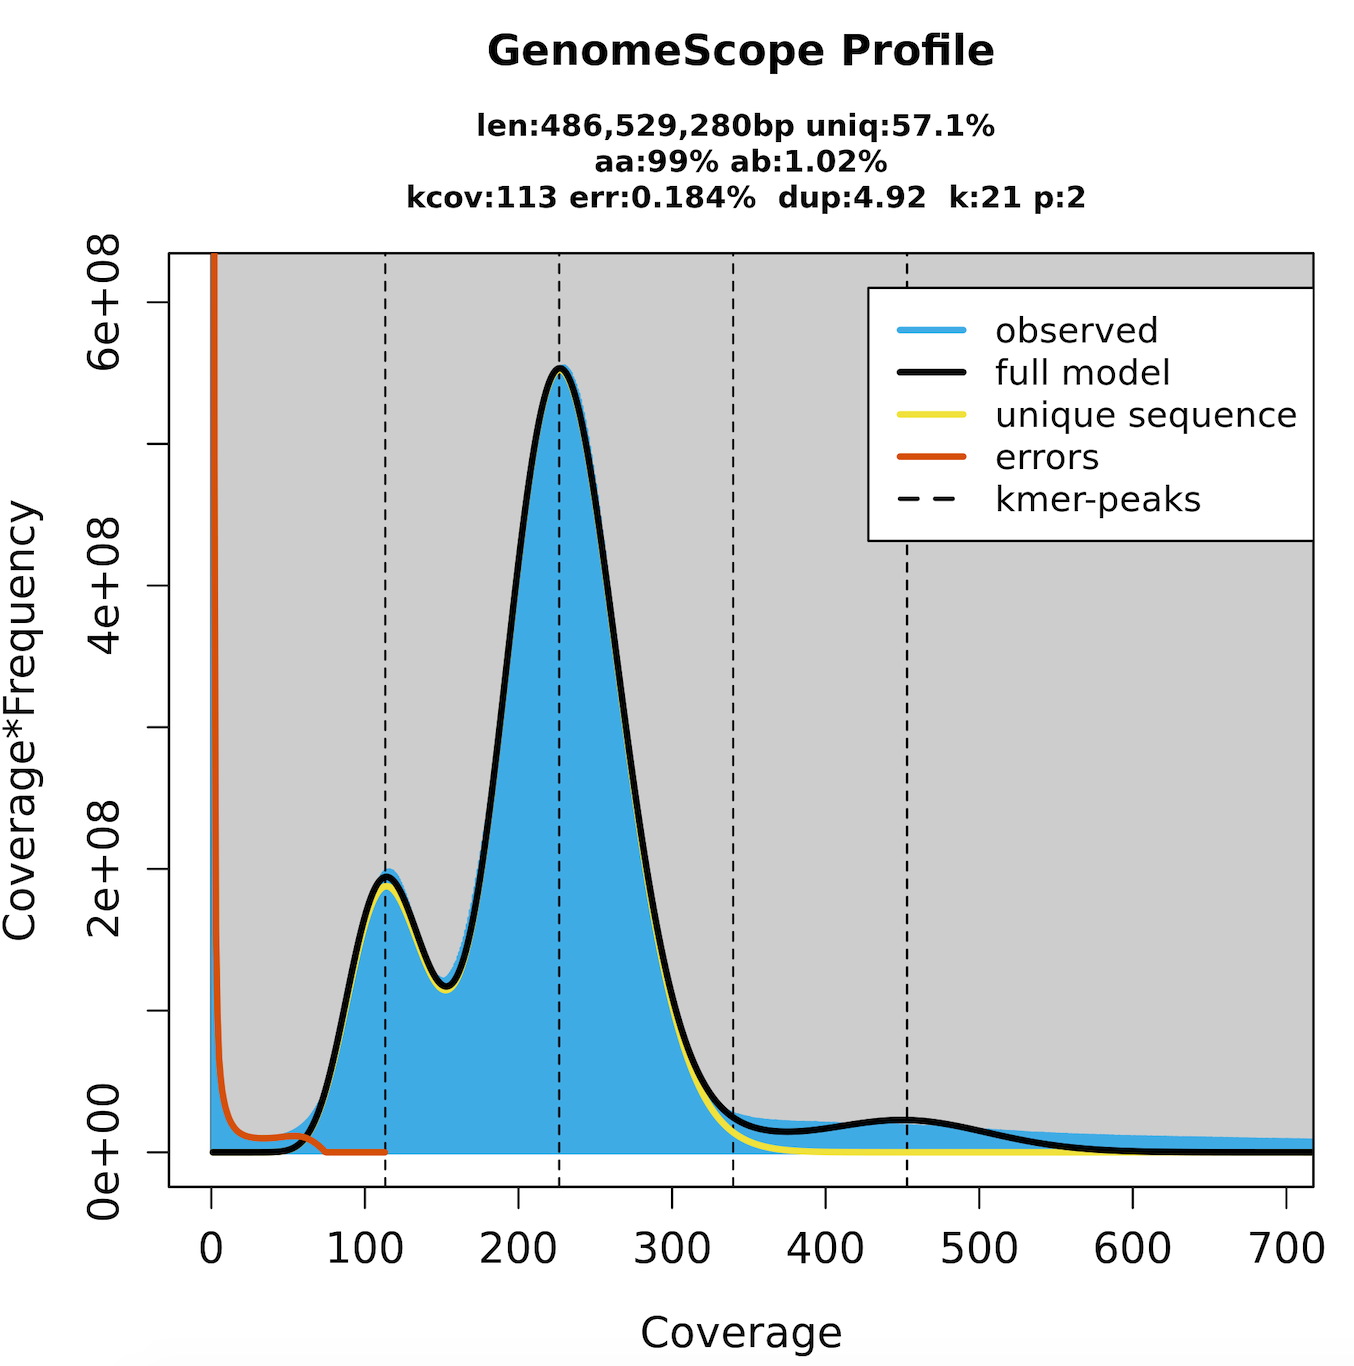 GenomeScope Profile
len:486,529,280bp uniq:57.1%
aa:99% ab:1.02%
kcov:113 err:0.184% dup:4.92 k:21 p:2
observed
full model
unique sequence
errors
kmer-peaks
Coverage*Frequency
6e+08
4e+08
2e+08
0e+00
0 100 200 300 400 500 600 700
Coverage